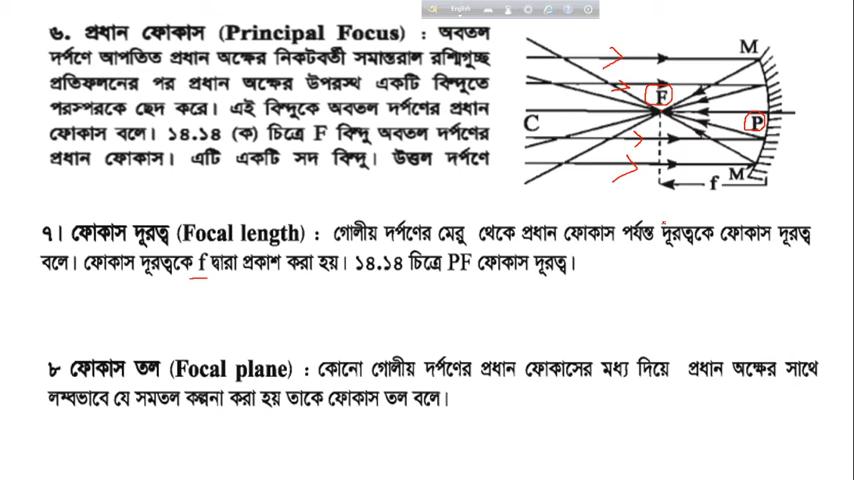 English
৬. প্রধান ফোকাস (Principal Focus) : অবতল
দর্পণে আপতিত প্রধান অক্ষের নিকটবর্তী সমান্তরাল রশ্মিগুচ্ছ
প্রতিফলনের পর প্রধান অক্ষের উপরস্থ একটি বিন্দুতে
পরস্পরকে ছেদ করে। এই বিন্দুকে অবতল দর্পণের প্রধান
ফোকাস বলে। ১৪.১৪ (ক) চিত্রে F বিন্দু অবতল দর্পণের
প্রধান ফোকাস। এটি একটি সদ বিন্দু। উত্তল দর্পণে
M
F
C
P
M
f
৭। ফোকাস দূরত্ব (Focal length) : গোলীয় দর্পণের মেরু থেকে প্রধান ফোকাস পর্যন্ত দূরত্বকে ফোকাস দূরত্ব
বলে। ফোকাস দূরত্বকে f দ্বারা প্রকাশ করা হয়। ১৪.১৪ চিত্রে PF ফোকাস দূরত্ব।
৮ ফোকাস তল (Focal plane) : কোনো গোলীয় দর্পণের প্রধান ফোকাসের মধ্য দিয়ে প্রধান অক্ষের সাথে
লম্বভাবে যে সমতল কল্পনা করা হয় তাকে ফোকাস তল বলে।